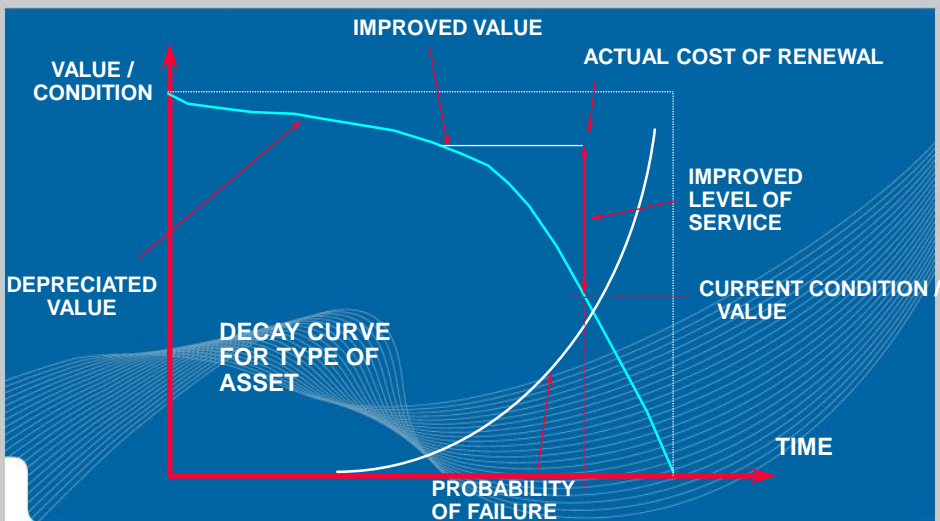 IMPROVED VALUE
ACTUAL COST OF RENEWAL
VALUE /
CONDITION
IMPROVED
LEVEL OF
SERVICE
DEPRECIATED
VALUE
CURRENT CONDITION /
VALUE
DECAY CURVE
FOR TYPE OF
ASSET
TIME
PROBABILITY
OF FAILURE